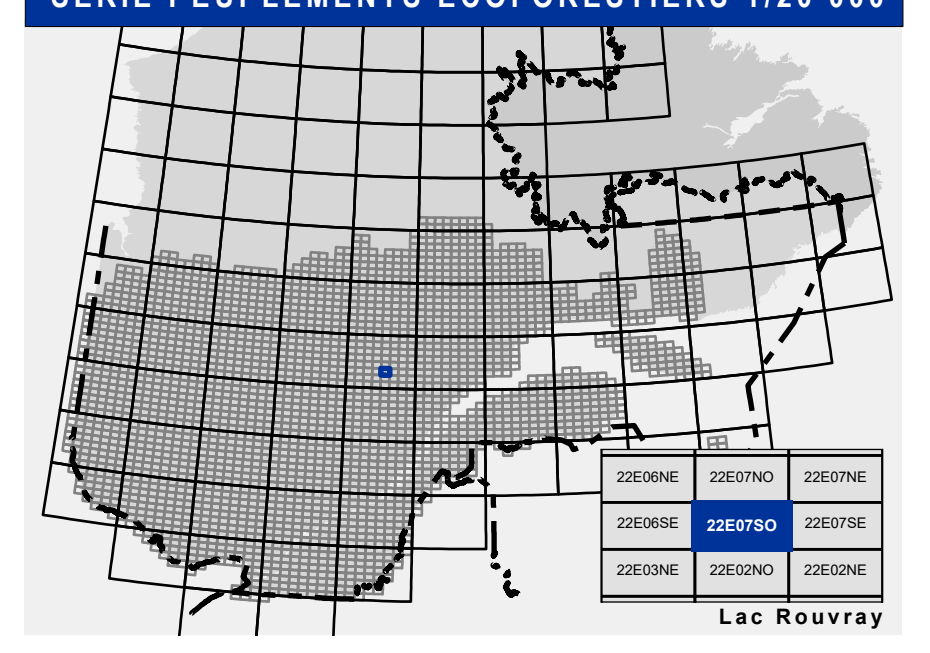 SÉRIE PEUPLEMENTS ÉCOFORESTIERS 1/20 000
22E06NE 22E07NO 22E07NE
22E06SE 22E07SO 22E07SE
22E03NE 22E02NO 22E02NE
Lac Rouvray